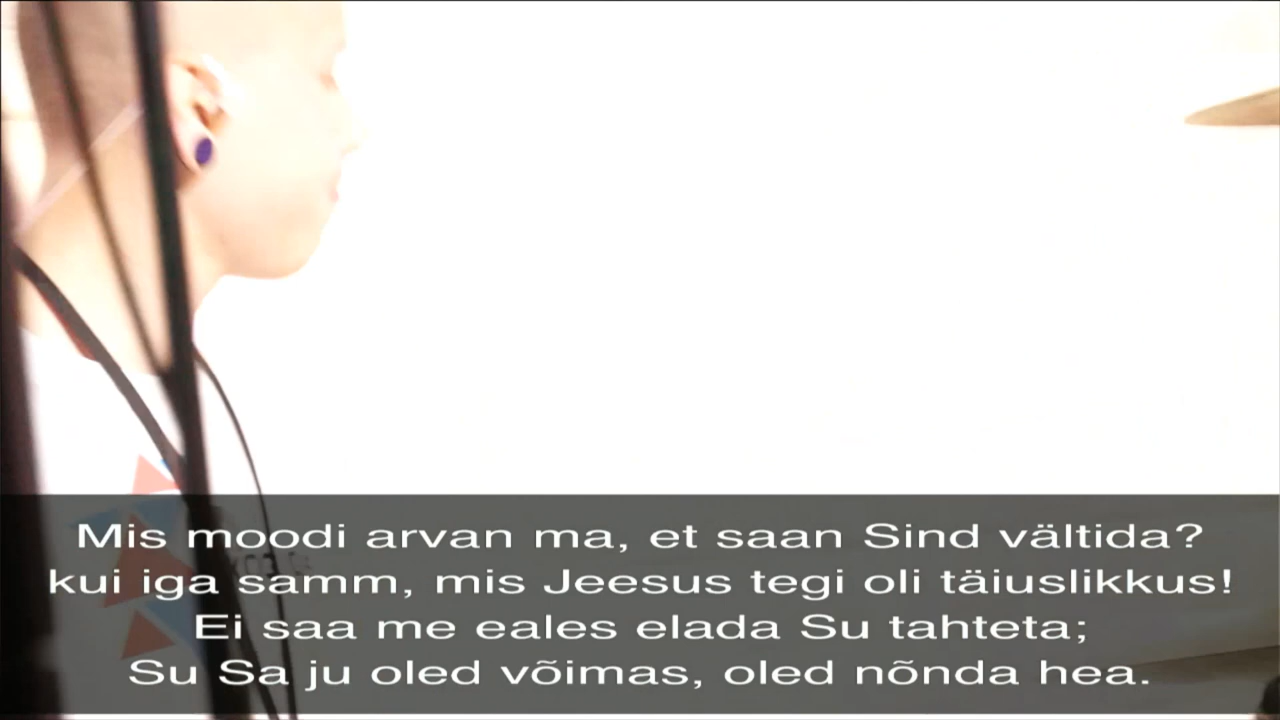 Mis moodi arvan ma, et saan Sind vältida?
kui iga samm, mis Jeesus tegi oli täiuslikkus!
Ei saa me eales elada Su tahteta;
Su Sa ju oled võimas, oled nõnda hea.